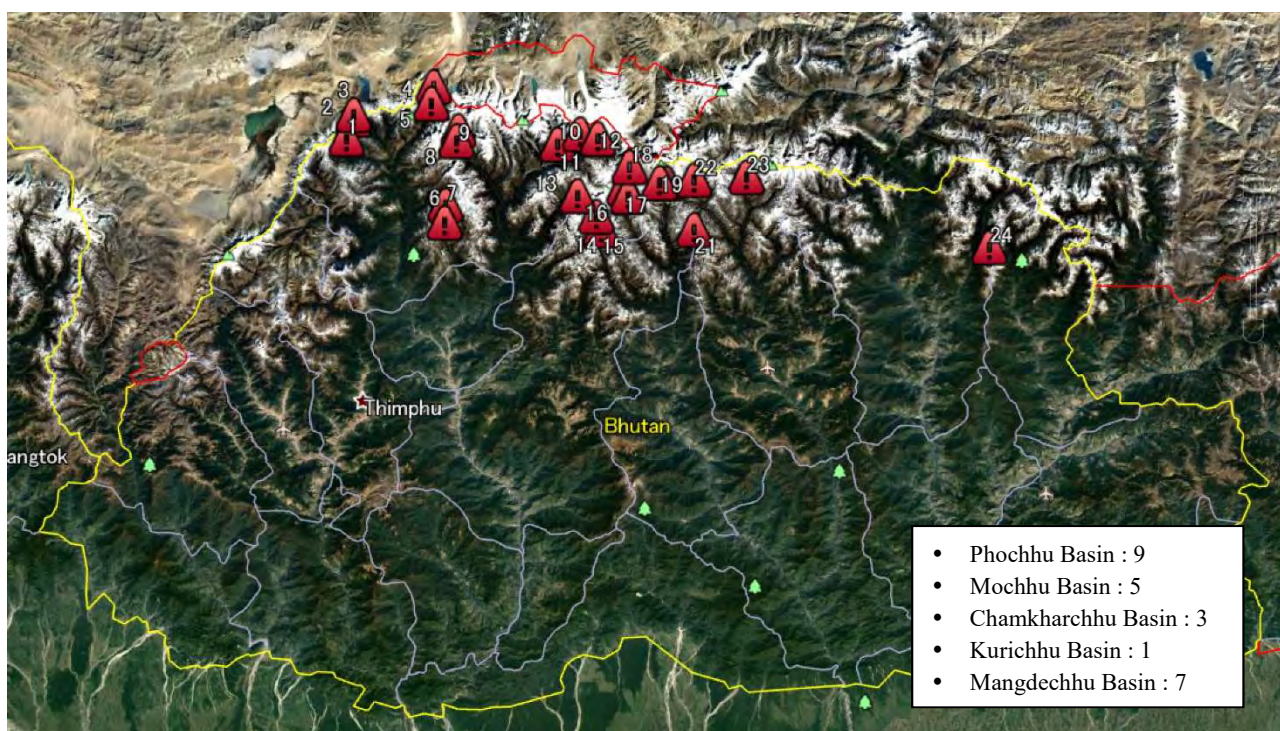 3
4
2
1
5
9
10
12
8
11
18
22
23
13
19
7
6
17
16
14
15
21
24
Thimphu
Bhutan
angtok
• Phochhu Basin : 9
• Mochhu Basin : 5
• Chamkharchhu Basin : 3
• Kurichhu Basin : 1
• Mangdechhu Basin : 7